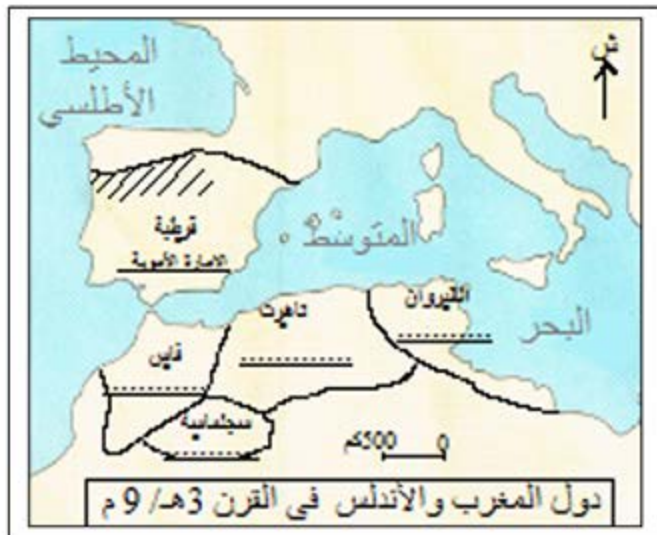 المحيط
الأطلسي
ش
قرطبة
الامارة الأموية
المتوسط
البحر
القيروان
............
تاهرت
............
فاس
............
سجلماسة
............
500كم 0
دول المغرب والأندلس في القرن 3هـ/ 9 م